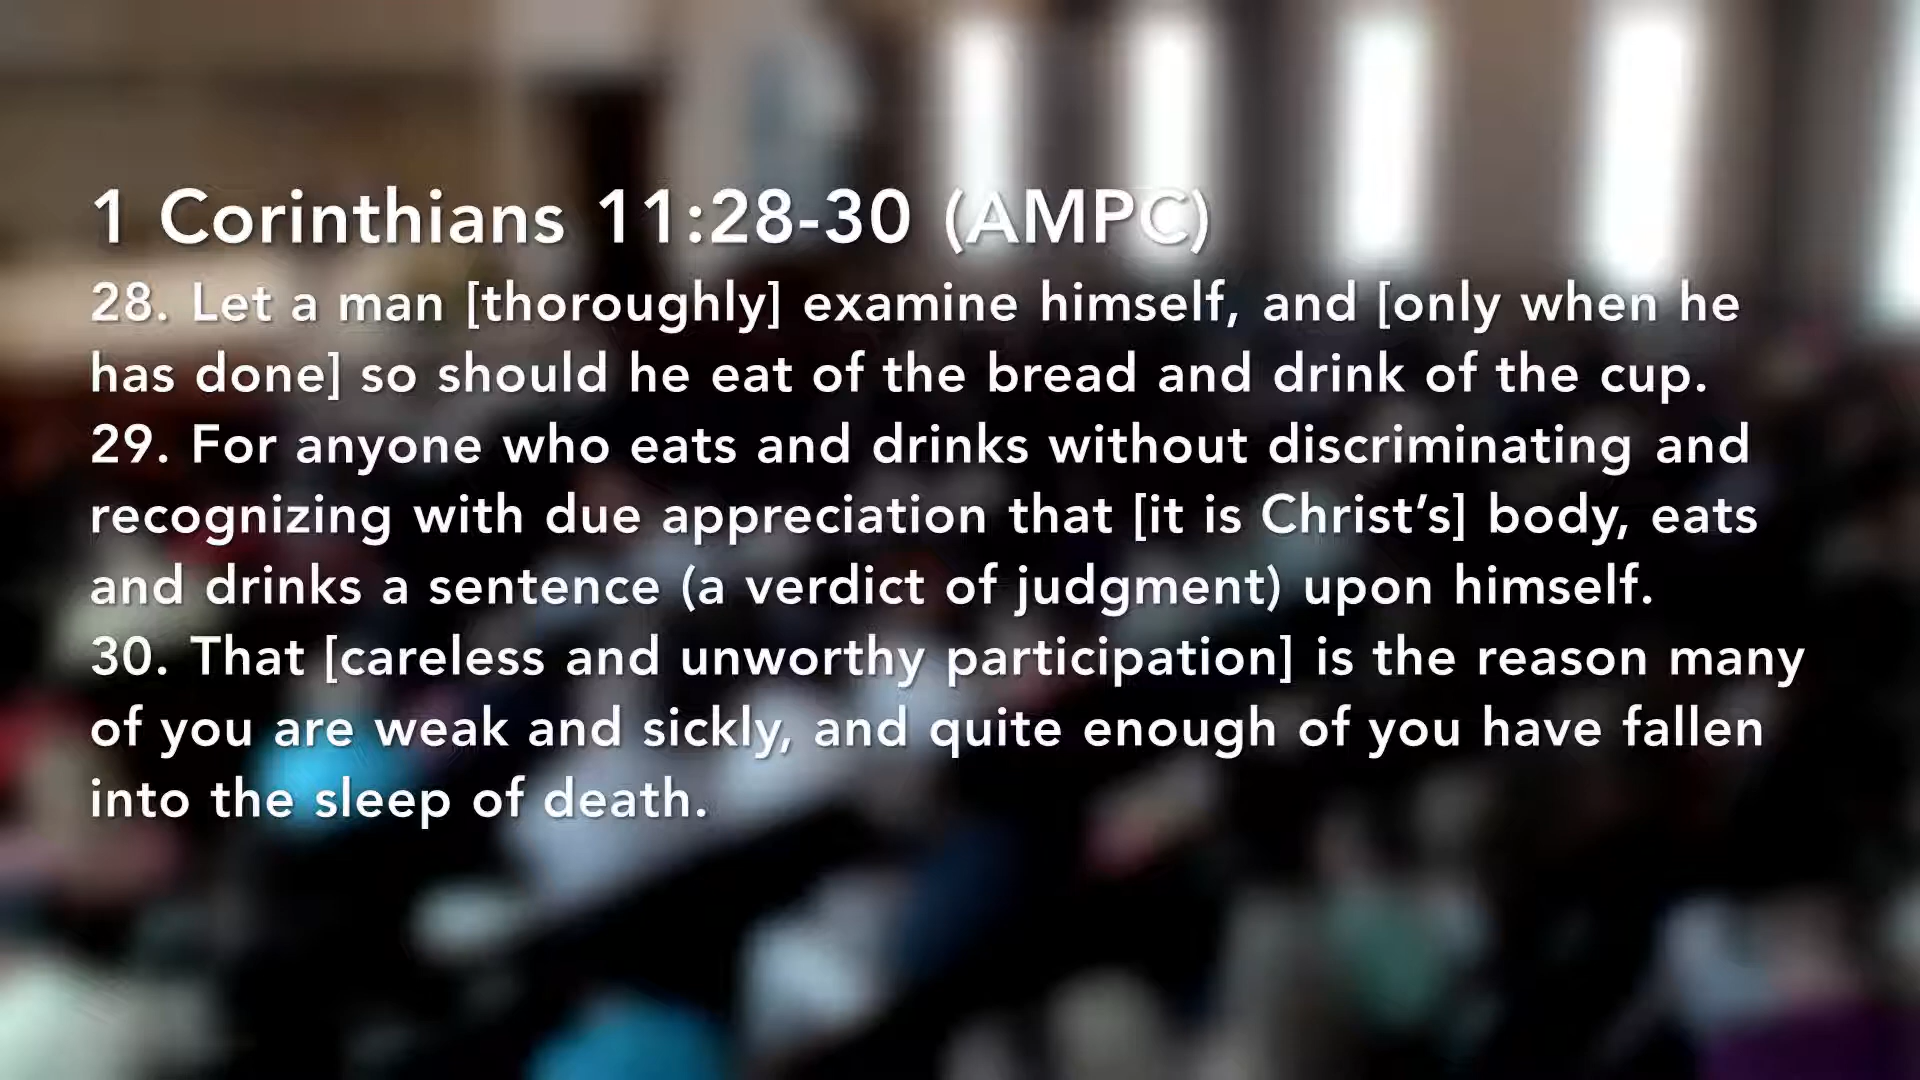 1 Corinthians 11:28-30 (AMPC)
28. Let a man [thoroughly] examine himself, and [only when he
has done] so should he eat of the bread and drink of the cup.
29. For anyone who eats and drinks without discriminating and
recognizing with due appreciation that [it is Christ’s] body, eats
and drinks a sentence (a verdict of judgment) upon himself.
30. That [careless and unworthy participation] is the reason many
of you are weak and sickly, and quite enough of you have fallen
into the sleep of death.